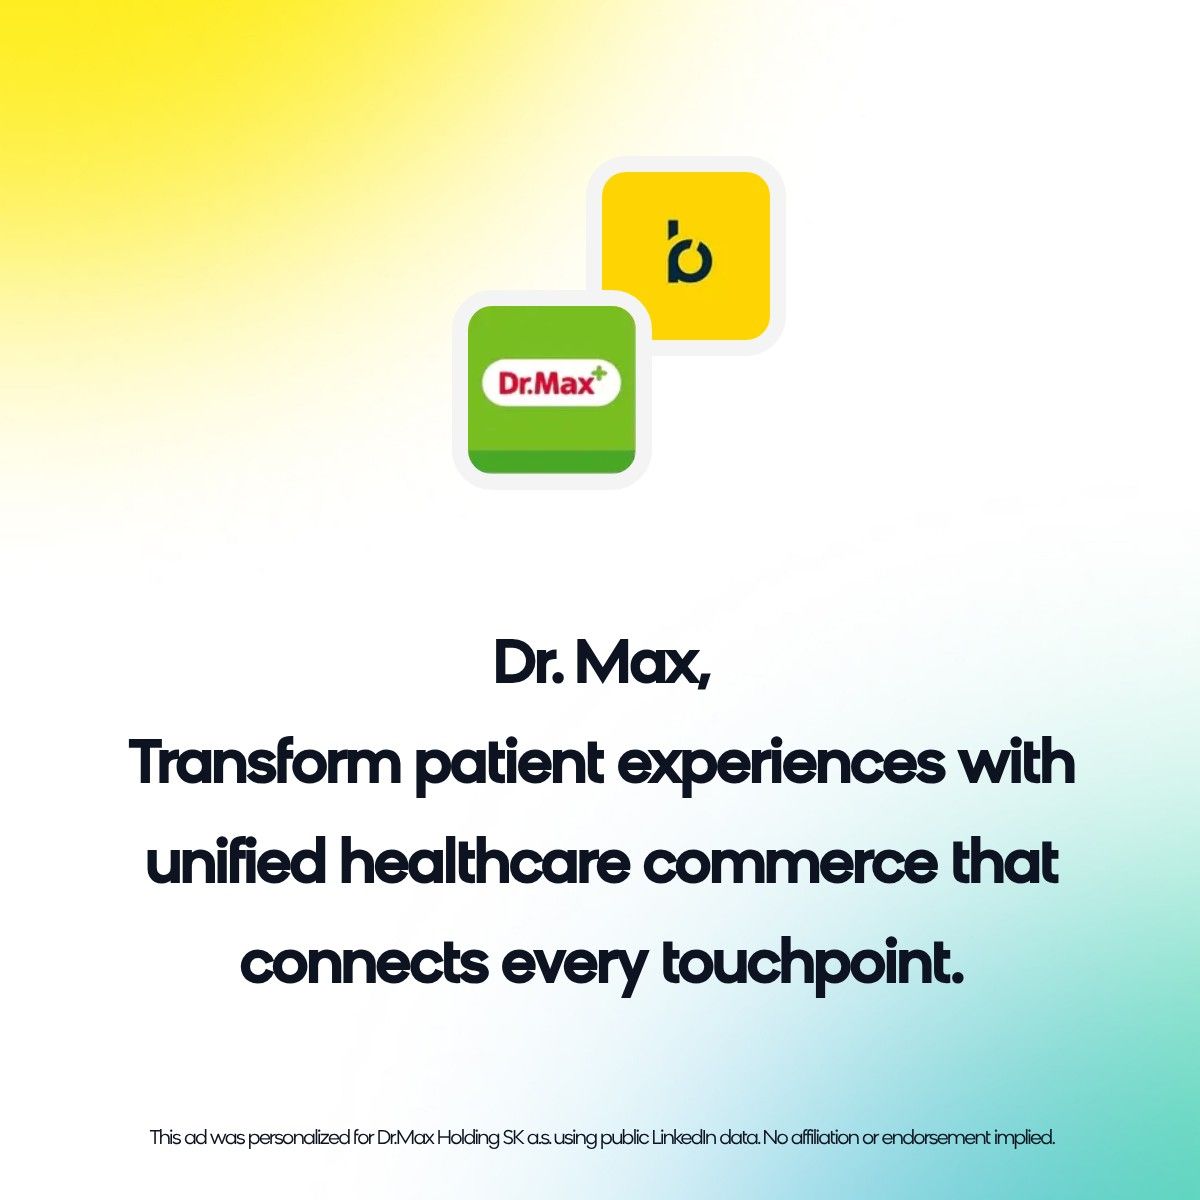 b
Dr.Max+
Dr. Max,
Transform patient experiences with
unified healthcare commerce that
connects every touchpoint.
This ad was personalized for Dr.Max Holding SK a.s. using public LinkedIn data. No affiliation or endorsement implied.